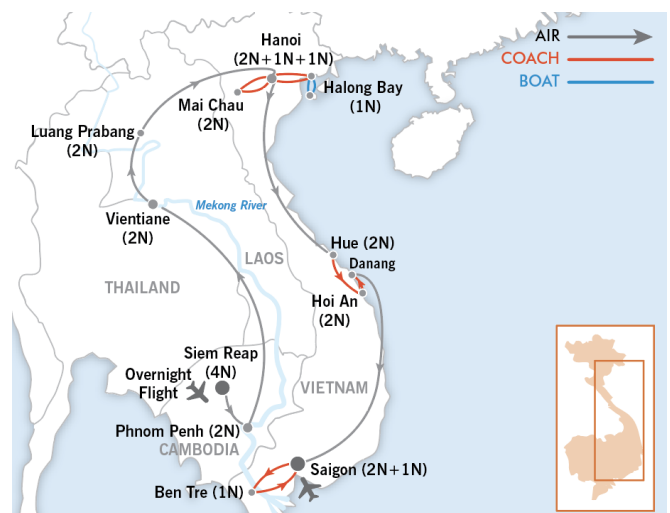 AIR
COACH
BOAT
Hanoi
(2N+1N+1N)
Halong Bay
(1N)
Mai Chau
(2N)
Luang Prabang
(2N)
Mekong River
Vientiane
(2N)
Hue (2N)
LAOS
Danang
THAILAND
Hoi An
(2N)
Siem Reap
(4N)
Overnight
Flight
VIETNAM
Phnom Penh (2N)
CAMBODIA
Saigon (2N+1N)
Ben Tre (1N)